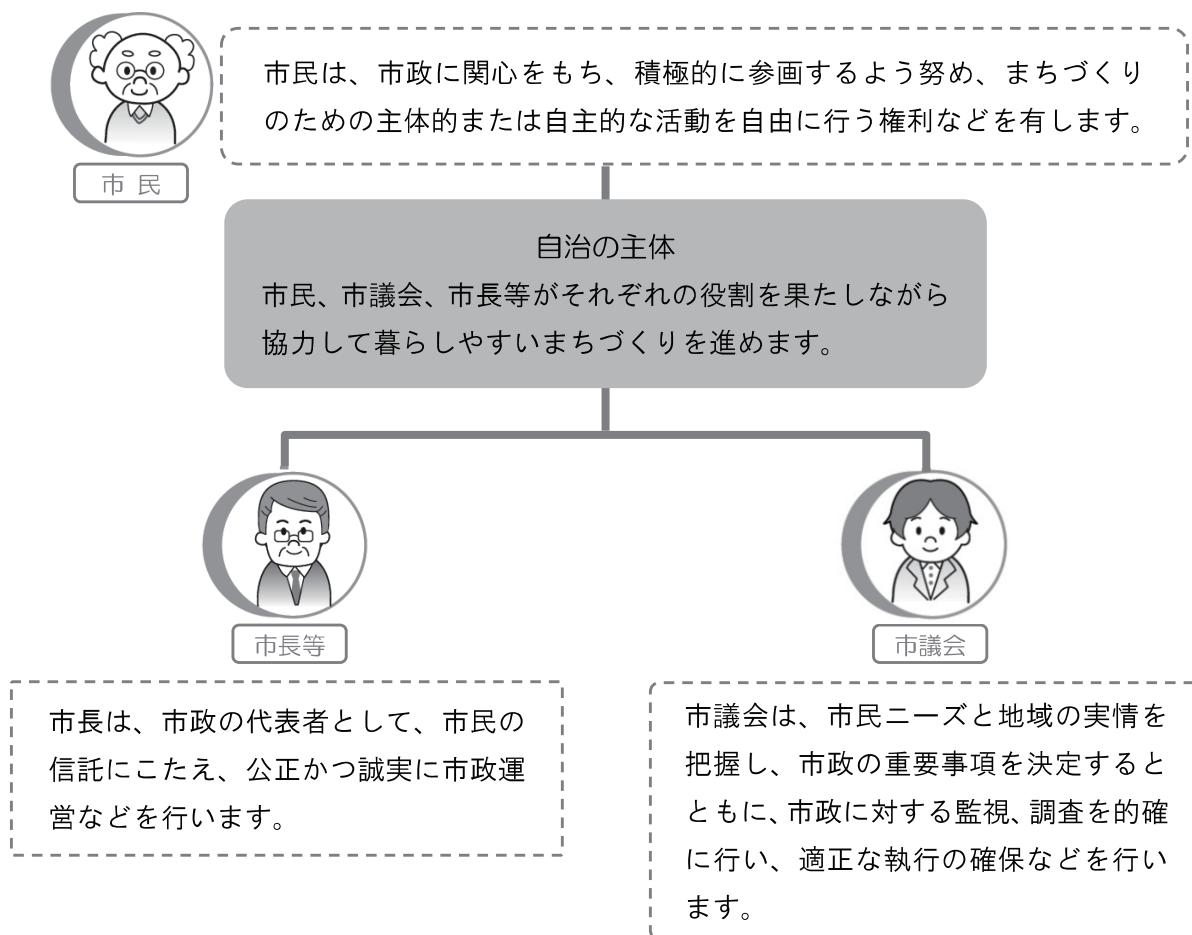 市民は、市政に関心をもち、積極的に参画するよう努め、まちづくり
のための主体的または自主的な活動を自由に行う権利などを有します。
市 民
自治の主体
市民、市議会、市長等がそれぞれの役割を果たしながら
協力して暮らしやすいまちづくりを進めます。
市長等
市長は、市政の代表者として、市民の
信託にこたえ、公正かつ誠実に市政運
営などを行います。
市議会
市議会は、市民ニーズと地域の実情を
把握し、市政の重要事項を決定すると
ともに、市政に対する監視、調査を的確
に行い、適正な執行の確保などを行い
ます。